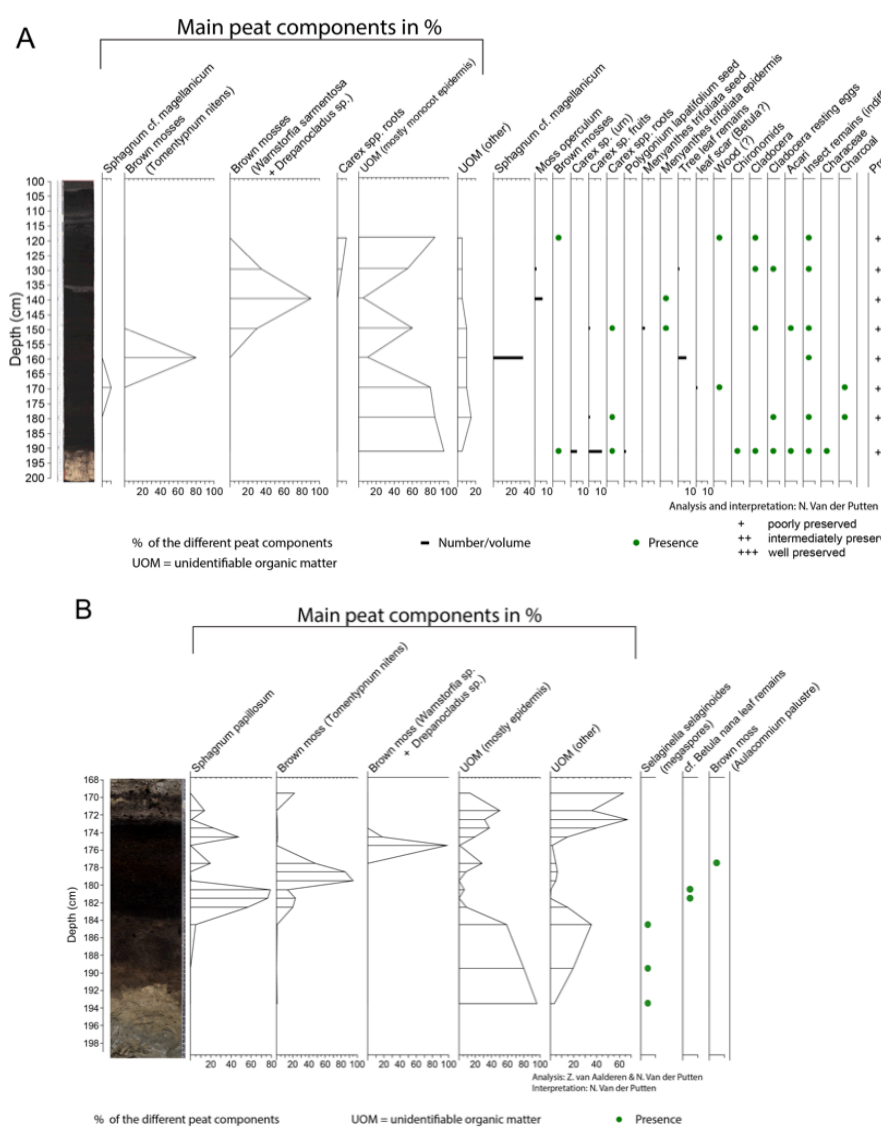 A
Main peat components in %
Sphagnum cf. magellanicum
Brown mosses
(Tomentypnum nitens)
Brown mosses
(Warnstorfia sarmentosa
+ Drepanocladus sp.)
Carex spp. roots
UOM (mostly monocot epidermis)
UOM (other)
Sphagnum cf. magellanicum
Moss operculum
Brown mosses
Carex sp. (urn)
Carex sp. fruits
Carex spp. roots
Polygonium lapatifolium seed
Menyanthes trifoliata seed
Menyanthes trifoliata epidermis
Tree leaf remains
leaf scar (Betula?)
Wood (?)
Chironomids
Cladocera
Cladocera resting eggs
Acari
Insect remains (indif
Characeae
Charcoal
Pr
Depth (cm)
100
105
110
115
120
125
130
135
140
145
150
155
160
165
170
175
180
185
190
195
200
20 40 60 80 100
20 40 60 80 100
20 40 60 80 100
20 40
10
10
10
10 10
+
+
+
+
+
+
+
+
Analysis and interpretation: N. Van der Putten
% of the different peat components
UOM = unidentifiable organic matter
Number/volume
Presence
+ poorly preserved
++ intermediately preserv
+++ well preserved
B
Main peat components in %
Sphagnum papillosum
Brown moss (Tomentypnum nitens)
Brown moss (Warnstorfia sp.
+ Drepanocladus sp.)
UOM (mostly epidermis)
UOM (other)
Selaginella selaginoides
(megaspores)
cf. Betula nana leaf remains
Brown moss
(Aulacomnium palustre)
Depth (cm)
168
170
172
174
176
178
180
182
184
186
188
190
192
194
196
198
20 40 60 80
20 40 60 80 100
20 40 60 80 100
20 40 60 80 100
20 40 60
Analysis: Z. van Aalderen & N. Van der Putten
Interpretation: N. Van der Putten
% of the different peat components
UOM = unidentifiable organic matter
Presence